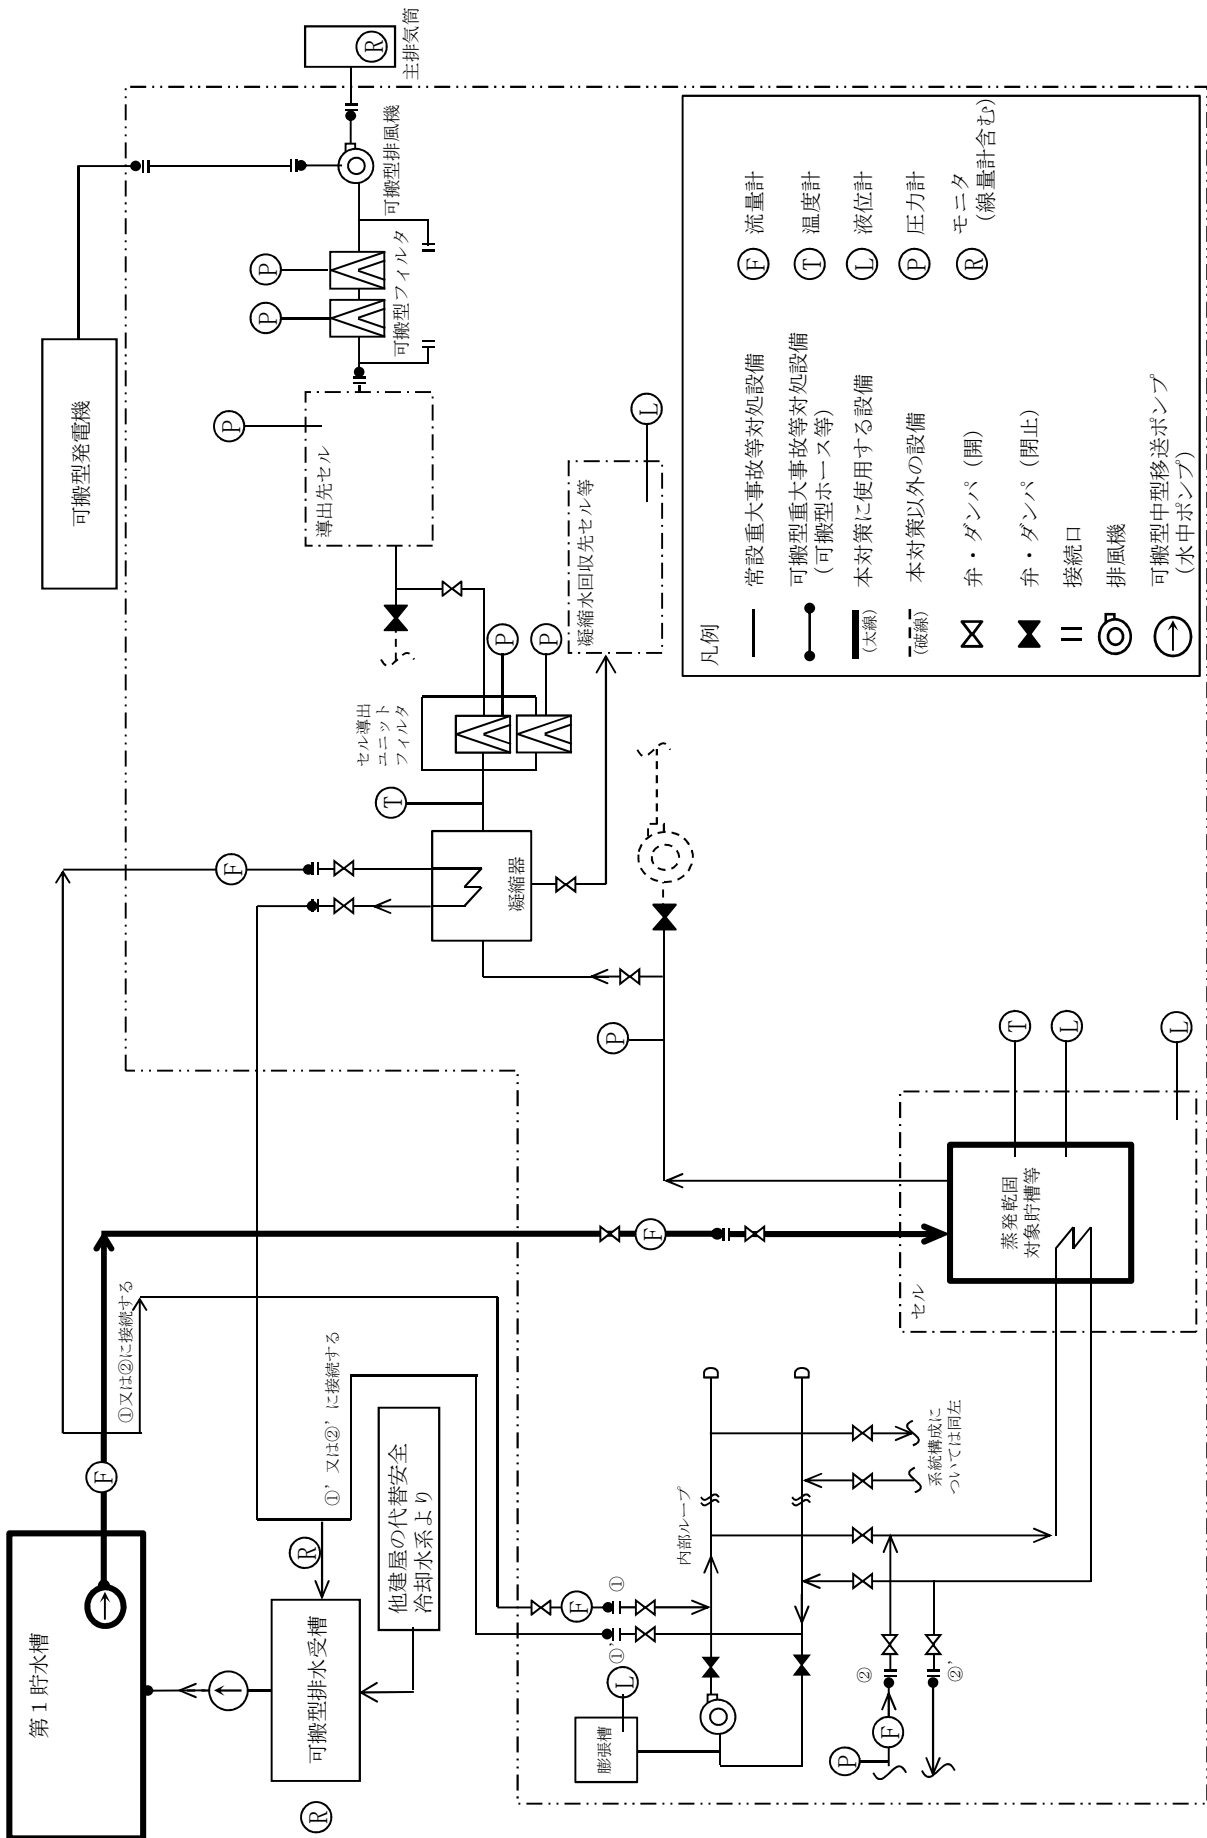 第１貯水槽
F
①又は②に接続する
R
可搬型排水受槽
R
①’又は②’に接続する
他建屋の代替安全
冷却水系より
可搬型発電機
主排気筒
R
可搬型排風機
P
P
可搬型フィルタ
P
導出先セル
凝縮水回収先セル等
L
P
P
セル導出
ユニット
フィルタ
T
凝縮器
F
P
F
セル
蒸発乾固
対象貯槽等
T
L
L
内部ループ
系統構成に
ついては同左
F
①
①’
L
膨張槽
②
②’
F
P
凡例
常設重大事故等対処設備
可搬型重大事故等対処設備
(可搬型ホース等)
(太線)
本対策に使用する設備
(破線)
本対策以外の設備
弁・ダンパ（開）
弁・ダンパ（閉止）
接続口
排風機
可搬型中型移送ポンプ
(水中ポンプ)
F 流量計
T 温度計
L 液位計
P 圧力計
R モニタ
(線量計含む)